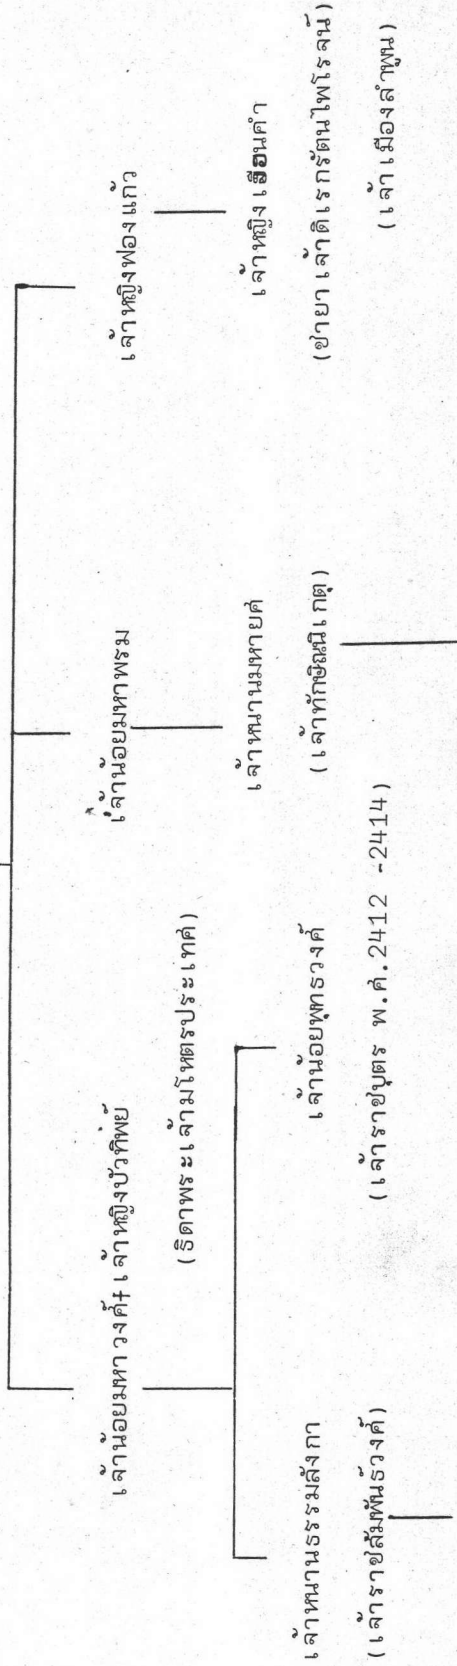 เจ้าน้อยมหาวงศ์+เจ้าหญิงบัวทิพย์
(ธิดาพระเจ้ามโหตรประเทศ)
เจ้าน้อยมหาพรม
เจ้าหญิงฟองแก้ว
เจ้าหนานธรรมลังกา
(เจ้าราชสัมพันธ์วงศ์)
เจ้าน้อยพุทธวงศ์
(เจ้าราชบุตร พ.ศ.2412 -2414)
เจ้าหนานมหายศ
(เจ้าทักษิณนิเกตุ)
เจ้าหญิงเฮือนคำ
(ชายาเจ้าดิเรกรัตนไพโรจน์)
(เจ้าเมืองลำพูน)